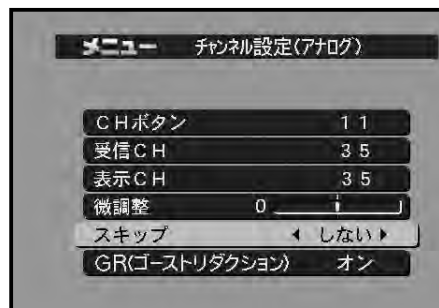 メニュー チャンネル設定(アナログ)
CHボタン 11
受信CH 35
表示CH 35
微調整 0
スキップ ◀ しない ▶
GR(ゴーストリダクション) オン